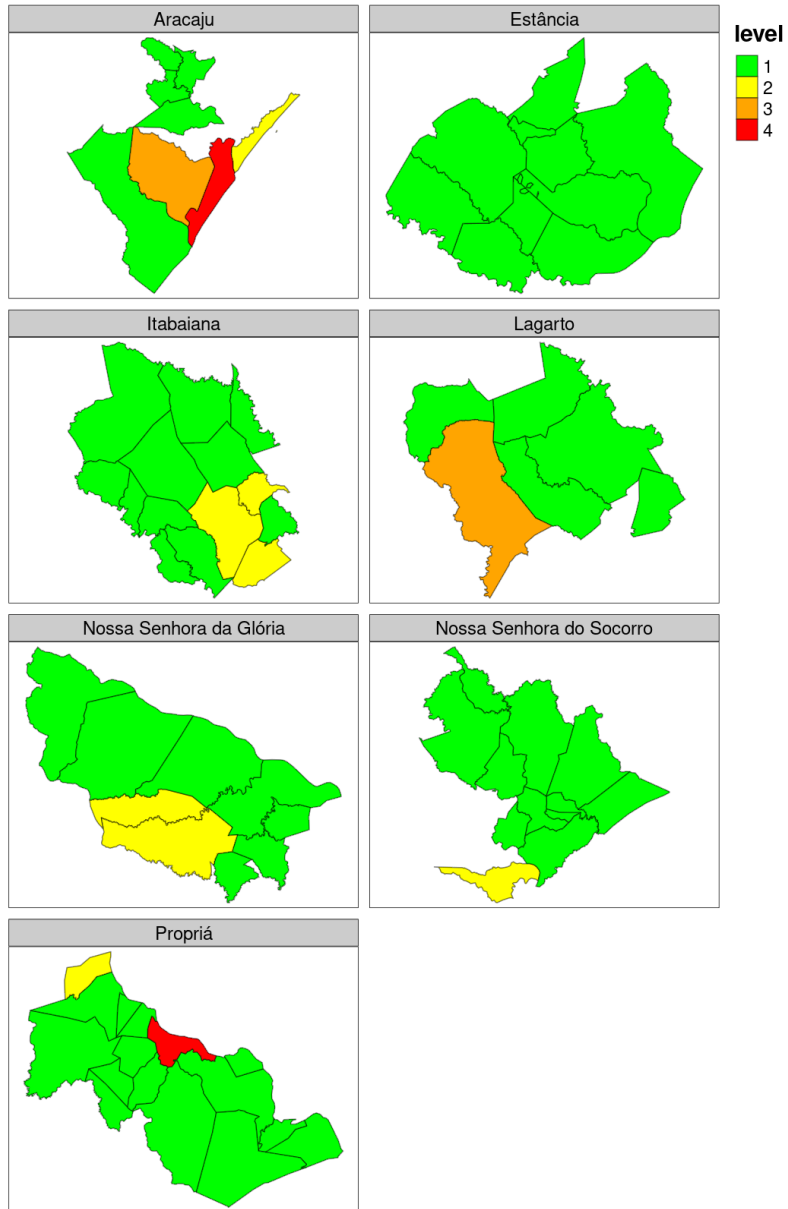 Aracaju
Estância
level
1
2
3
4
Itabaiana
Lagarto
Nossa Senhora da Glória
Nossa Senhora do Socorro
Propriá